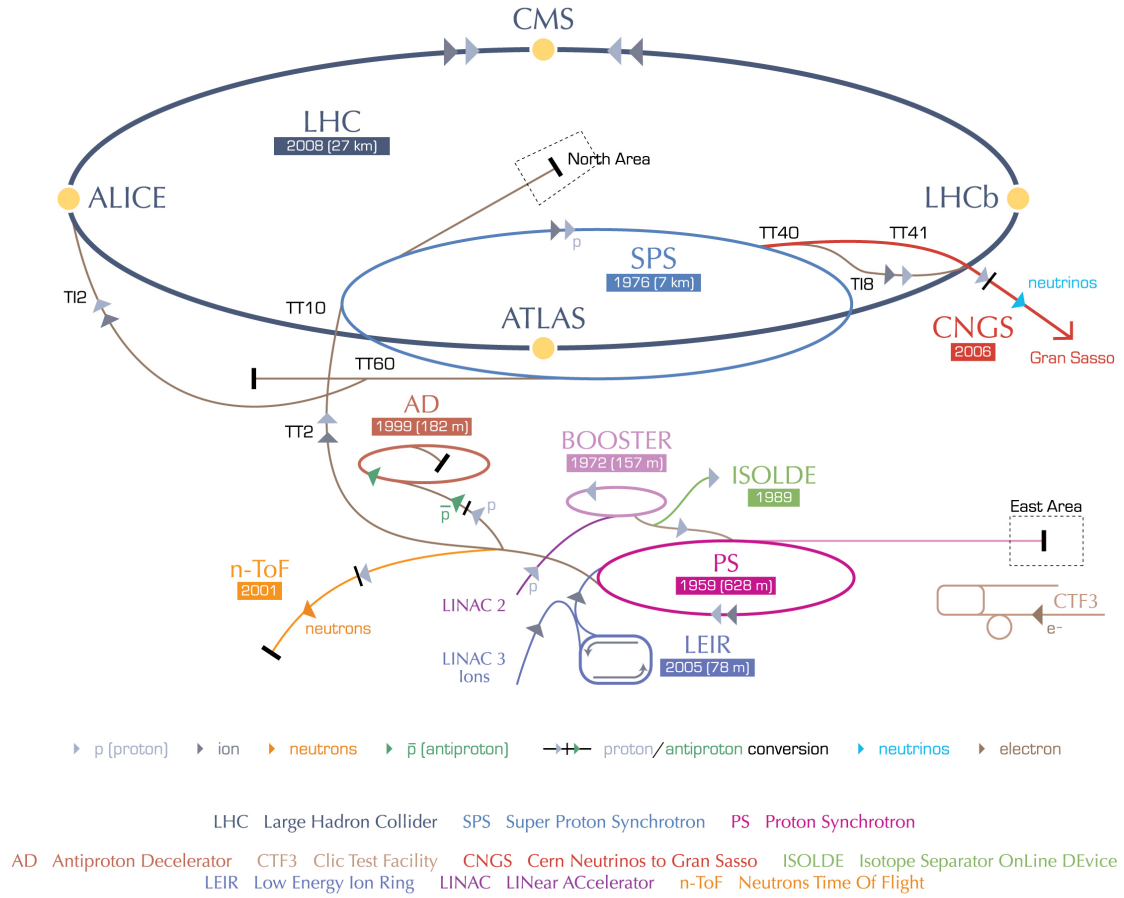 CMS
LHC
2008 (27 km)
North Area
ALICE
LHCb
TT40
TT41
p
SPS
1976 (7 km)
TI8
neutrinos
TI2
TT10
ATLAS
CNGS
2006
Gran Sasso
TT60
AD
1999 (182 m)
TT2
BOOSTER
1972 (157 m)
ISOLDE
1989
p̅
p
East Area
n-ToF
2001
PS
1959 (628 m)
p
LINAC 2
CTF3
e-
neutrons
LINAC 3
Ions
LEIR
2005 (78 m)
p (proton) ion neutrons p̅ (antiproton) proton/antiproton conversion neutrinos electron
LHC Large Hadron Collider SPS Super Proton Synchrotron PS Proton Synchrotron
AD Antiproton Decelerator CTF3 Clic Test Facility CNGS Cern Neutrinos to Gran Sasso ISOLDE Isotope Separator OnLine DEvice
LEIR Low Energy Ion Ring LINAC LINear ACcelerator n-ToF Neutrons Time Of Flight